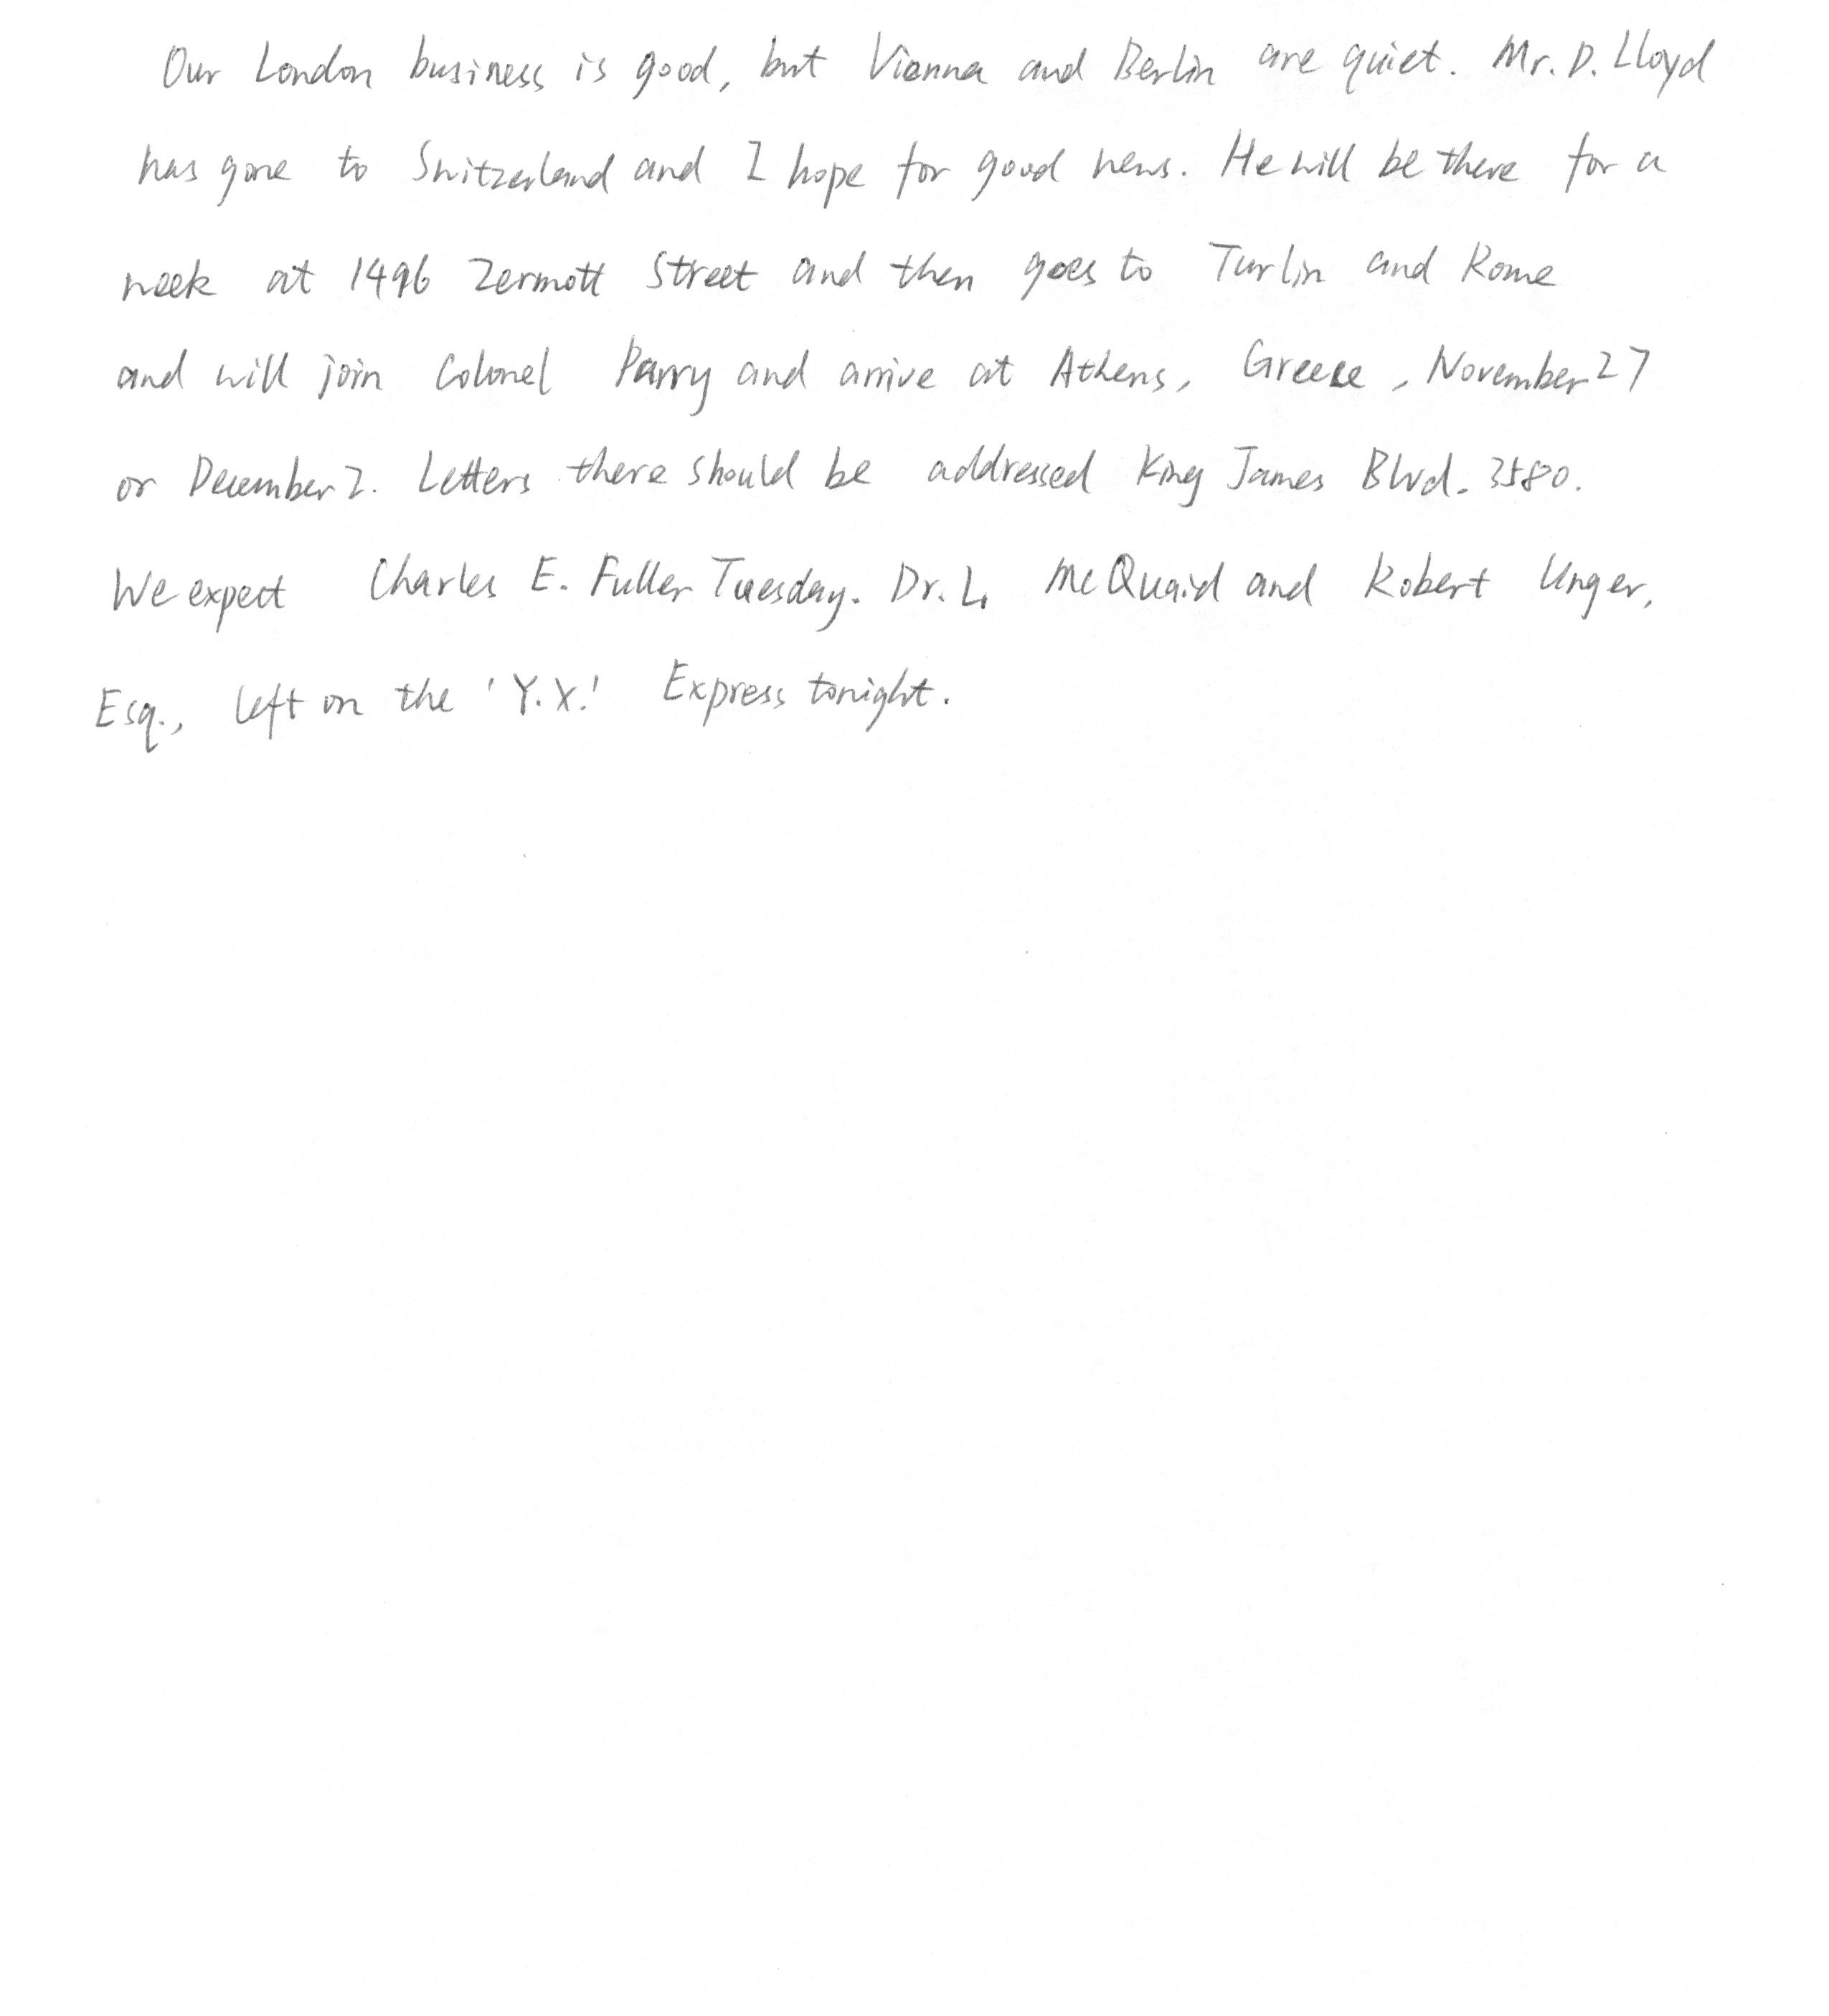 Our London business is good, but Vienna and Berlin are quiet. Mr. D. Lloyd
has gone to Switzerland and I hope for good news. He will be there for a
week at 1496 Zermott Street and then goes to Turlin and Rome
and will join Colonel Parry and arrive at Athens, Greece, November 27
or December 2. Letters there should be addressed King James Blvd. 3580.
We expect Charles E. Fuller Tuesday. Dr. L. McQuaid and Robert Unger,
Esq., left on the 'Y.X.' Express tonight.